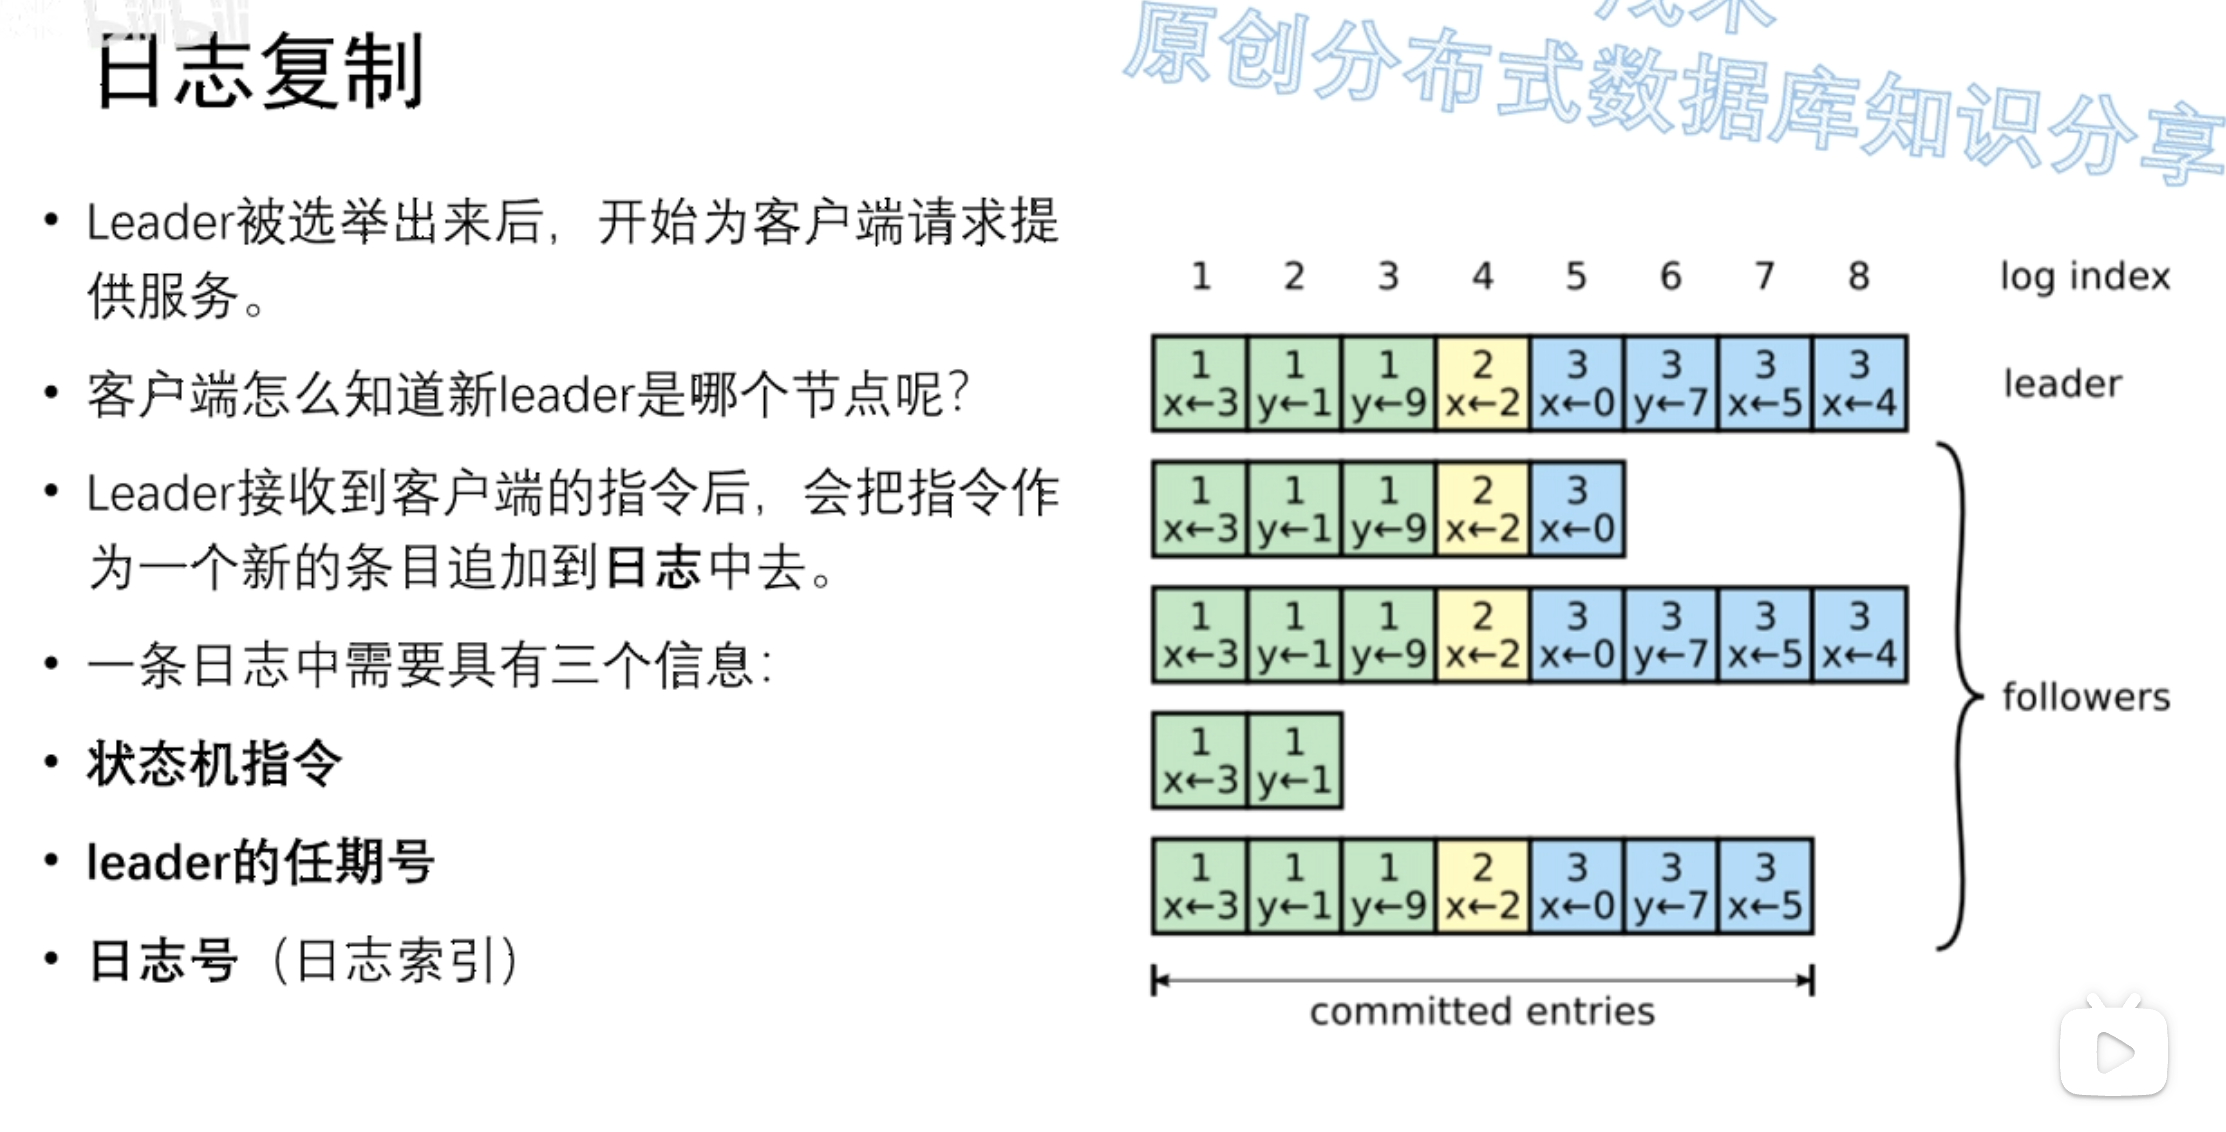 日志复制
原创分布式数据库知识分享
• Leader被选举出来后，开始为客户端请求提
供服务。
• 客户端怎么知道新leader是哪个节点呢？
• Leader接收到客户端的指令后，会把指令作
为一个新的条目追加到日志中去。
• 一条日志中需要具有三个信息：
• 状态机指令
• leader的任期号
• 日志号（日志索引）
1 2 3 4 5 6 7 8 log index
1 1 1 2 3 3 3 3
x←3 y←1 y←9 x←2 x←0 y←7 x←5 x←4
leader
1 1 1 2 3
x←3 y←1 y←9 x←2 x←0
1 1 1 2 3 3 3 3
x←3 y←1 y←9 x←2 x←0 y←7 x←5 x←4
1 1
x←3 y←1
followers
1 1 1 2 3 3 3
x←3 y←1 y←9 x←2 x←0 y←7 x←5
committed entries